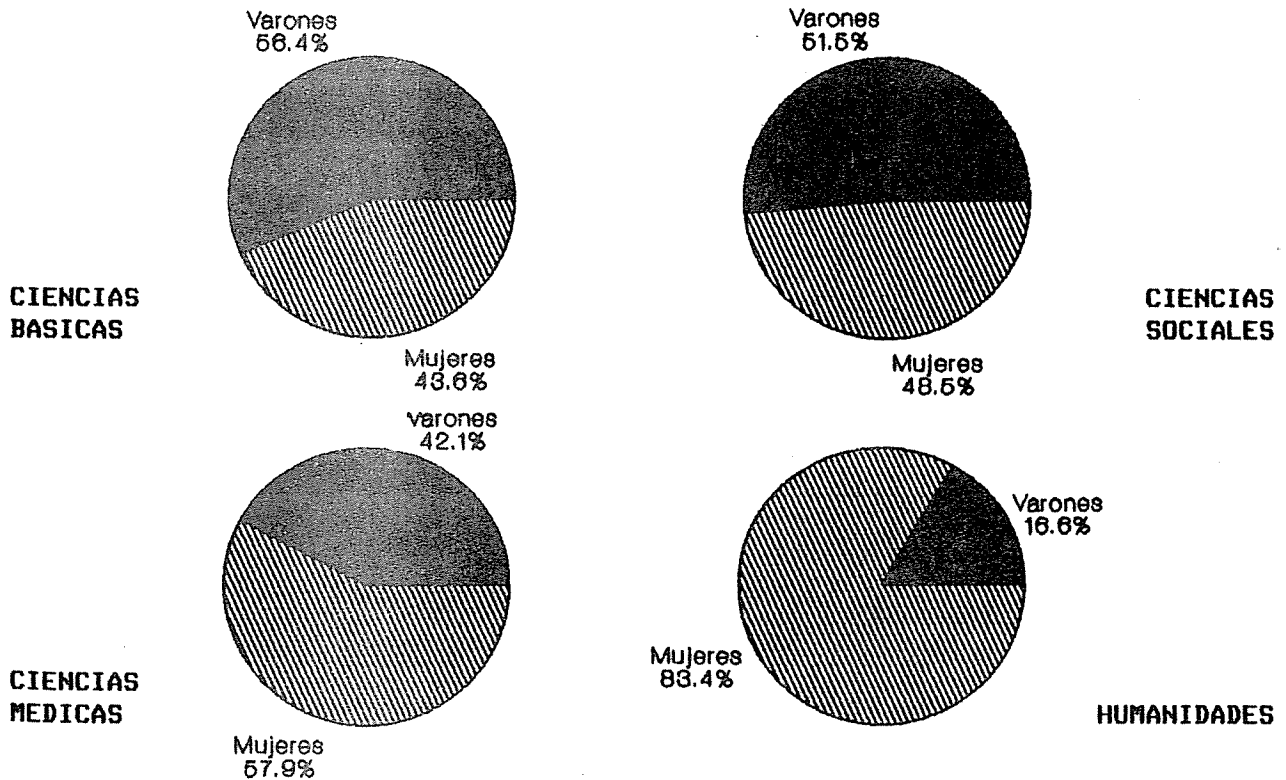 Varones
56.4%
Varones
51.5%
CIENCIAS
BASICAS
CIENCIAS
SOCIALES
Mujeres
43.6%
Mujeres
48.5%
varones
42.1%
Varones
16.6%
Mujeres
83.4%
CIENCIAS
MEDICAS
HUMANIDADES
Mujeres
57.9%